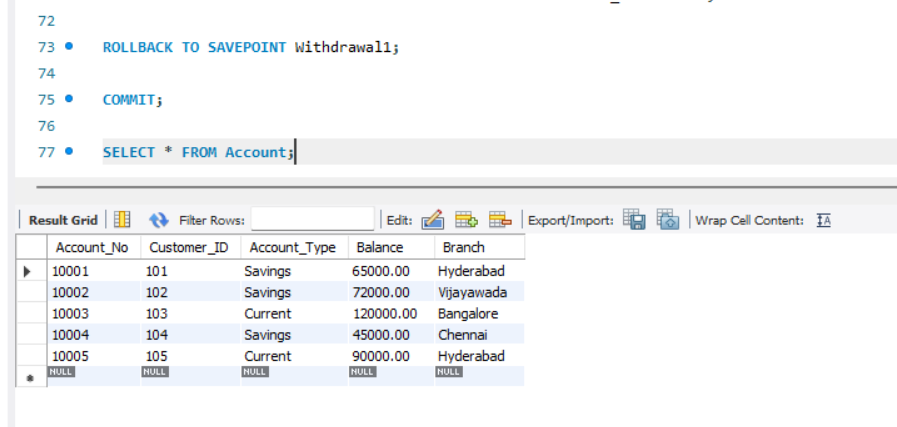 72
73 ROLLBACK TO SAVEPOINT Withdrawal1;
74
75 COMMIT;
76
77 SELECT * FROM Account;
Result Grid Filter Rows: Edit: Export/Import: Wrap Cell Content: IA
Account_No Customer_ID Account_Type Balance Branch
10001 101 Savings 65000.00 Hyderabad
10002 102 Savings 72000.00 Vijayawada
10003 103 Current 120000.00 Bangalore
10004 104 Savings 45000.00 Chennai
10005 105 Current 90000.00 Hyderabad
NULL NULL NULL NULL NULL